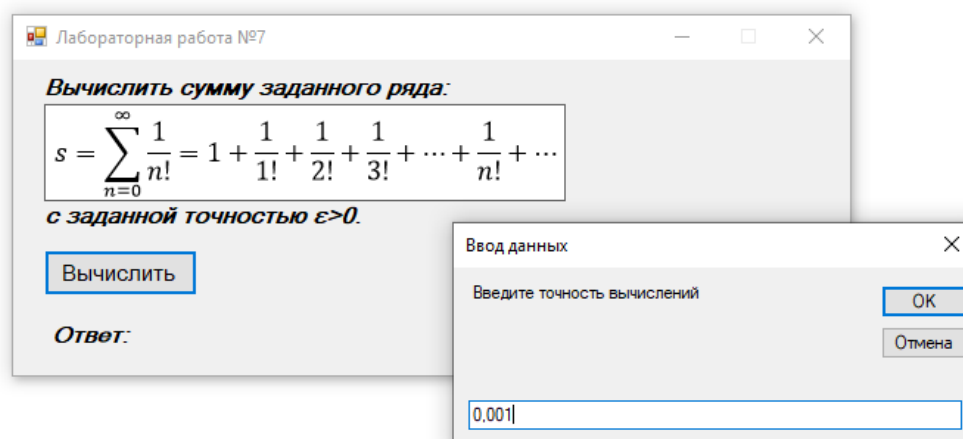 Лабораторная работа №7
Вычислить сумму заданного ряда:
s = ∑_{n=0}^{∞} 1/n! = 1 + 1/1! + 1/2! + 1/3! + ⋯ + 1/n! + ⋯
с заданной точностью ε>0.
Вычислить
Ответ:
Ввод данных
Введите точность вычислений
OK
Отмена
0,001